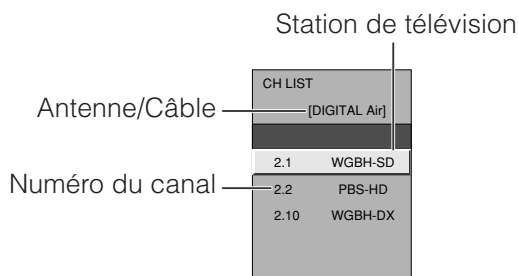 Station de télévision
CH LIST
Antenne/Câble
[DIGITAL Air]
2.1 WGBH-SD
Numéro du canal
2.2 PBS-HD
2.10 WGBH-DX